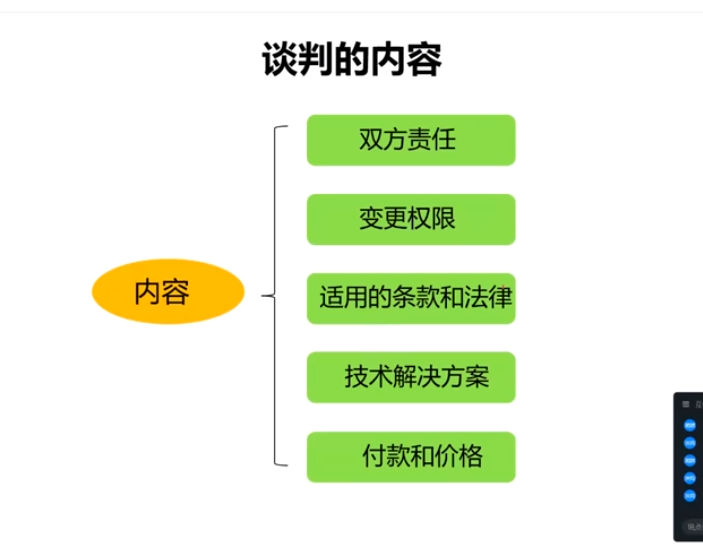 谈判的内容
双方责任
变更权限
内容
适用的条款和法律
技术解决方案
付款和价格